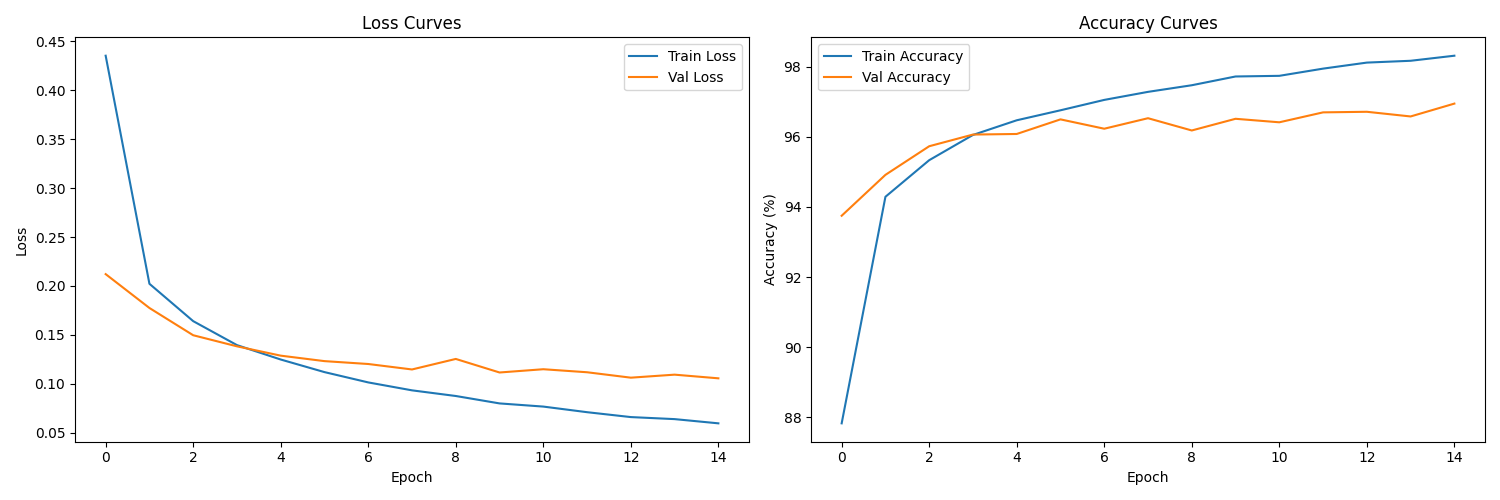 Loss Curves
Train Loss
Val Loss
0.45
0.40
0.35
0.30
0.25
0.20
0.15
0.10
0.05
Loss
0 2 4 6 8 10 12 14
Epoch
Accuracy Curves
Train Accuracy
Val Accuracy
98
96
94
92
90
88
Accuracy (%)
0 2 4 6 8 10 12 14
Epoch